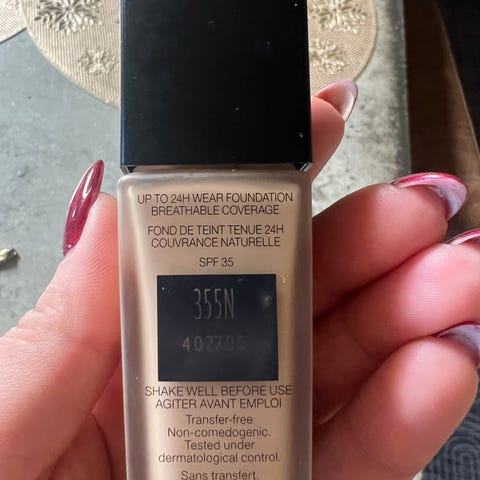 UP TO 24H WEAR FOUNDATION
BREATHABLE COVERAGE
FOND DE TEINT TENUE 24H
COUVRANCE NATURELLE
SPF 35
355N
SHAKE WELL BEFORE USE
AGITER AVANT EMPLOI
Transfer-free
Non-comedogenic.
Tested under
dermatological control.
Sans transfert.